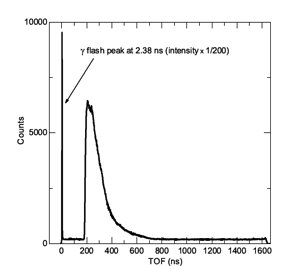 10000
γ flash peak at 2.38 ns (intensity x 1/200)
Counts
5000
0
0 200 400 600 800 1000 1200 1400 1600
TOF (ns)